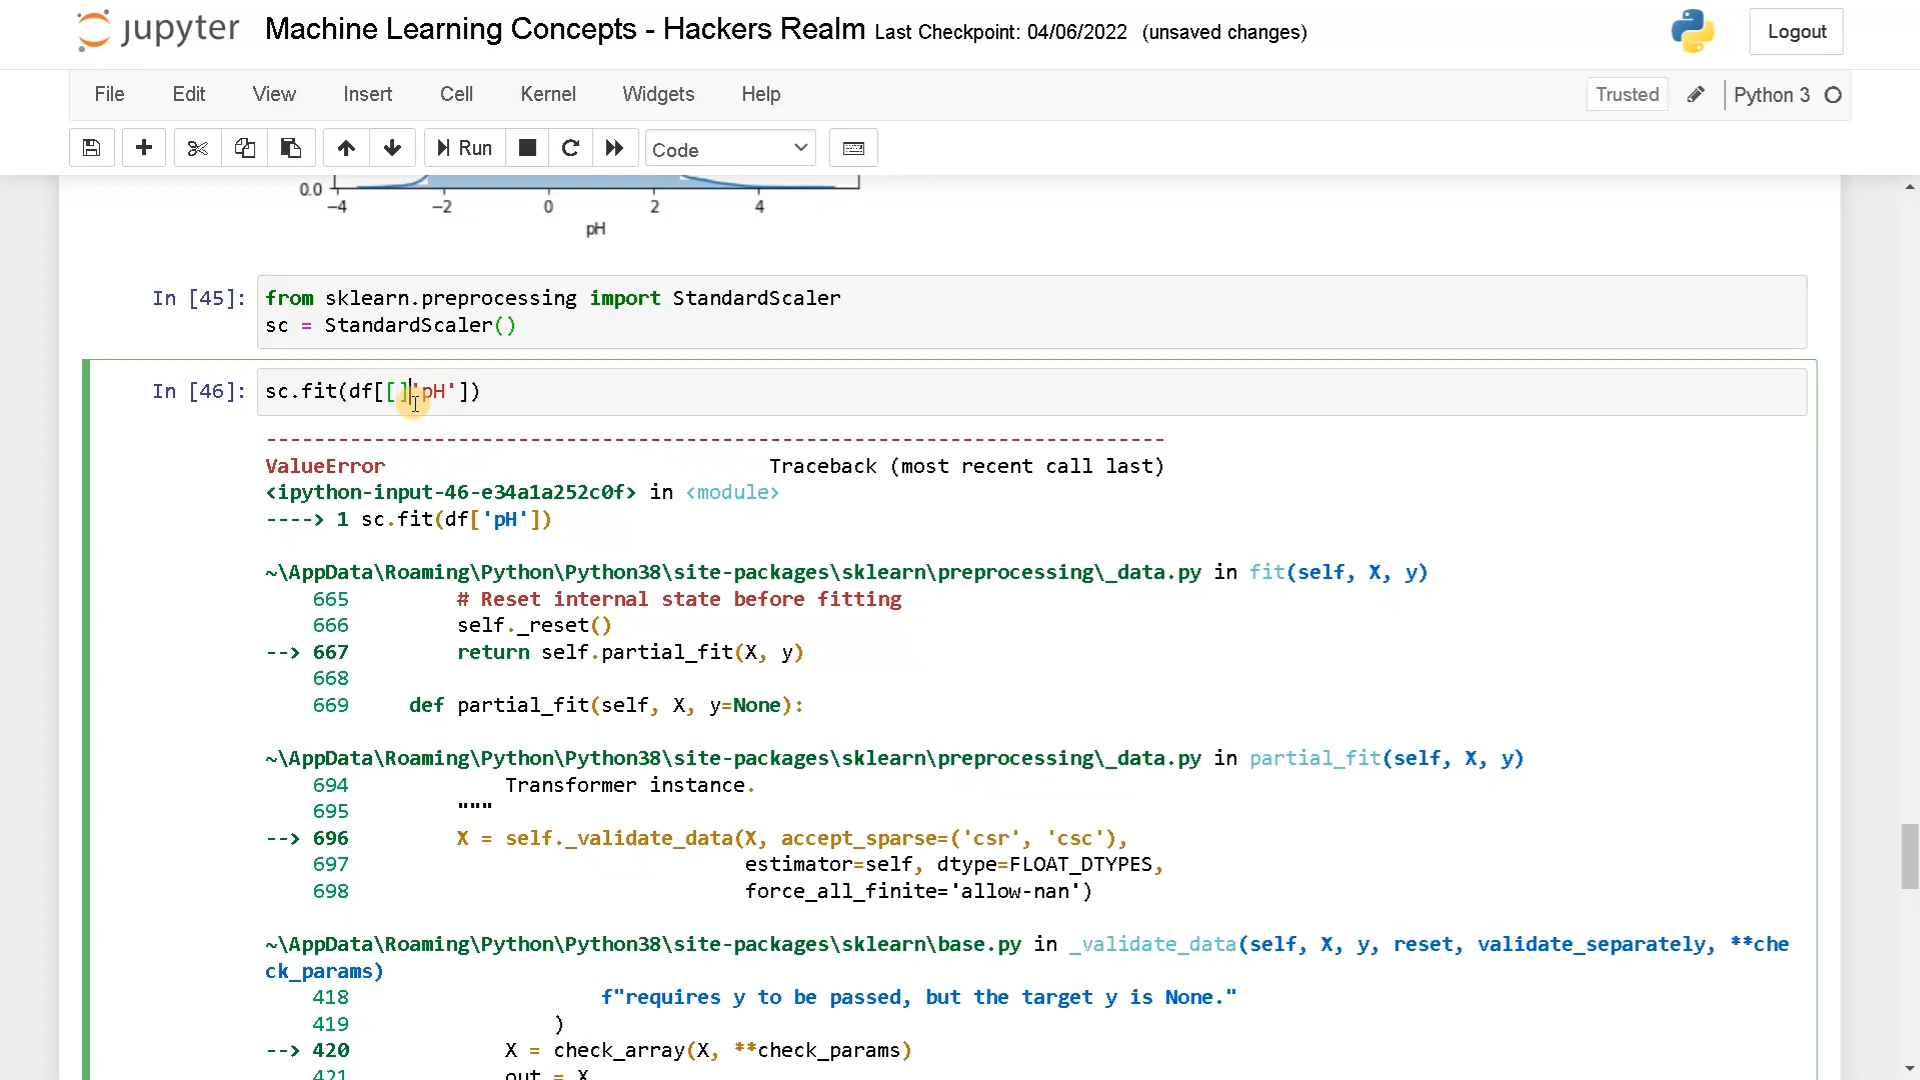 jupyter Machine Learning Concepts - Hackers Realm Last Checkpoint: 04/06/2022 (unsaved changes) Logout
File Edit View Insert Cell Kernel Widgets Help Trusted Python 3
Run Code
0.0
−4 −2 0 2 4
pH
In [45]: from sklearn.preprocessing import StandardScaler
sc = StandardScaler()
In [46]: sc.fit(df[[]'pH'])
---------------------------------------------------------------------------
ValueError Traceback (most recent call last)
<ipython-input-46-e34a1a252c0f> in <module>
----> 1 sc.fit(df['pH'])
~\AppData\Roaming\Python\Python38\site-packages\sklearn\preprocessing\_data.py in fit(self, X, y)
665 # Reset internal state before fitting
666 self._reset()
--> 667 return self.partial_fit(X, y)
668
669 def partial_fit(self, X, y=None):
~\AppData\Roaming\Python\Python38\site-packages\sklearn\preprocessing\_data.py in partial_fit(self, X, y)
694 Transformer instance.
695 """
--> 696 X = self._validate_data(X, accept_sparse=('csr', 'csc'),
697 estimator=self, dtype=FLOAT_DTYPES,
698 force_all_finite='allow-nan')
~\AppData\Roaming\Python\Python38\site-packages\sklearn\base.py in _validate_data(self, X, y, reset, validate_separately, **che
ck_params)
418 f"requires y to be passed, but the target y is None."
419 )
--> 420 X = check_array(X, **check_params)
421 out = X